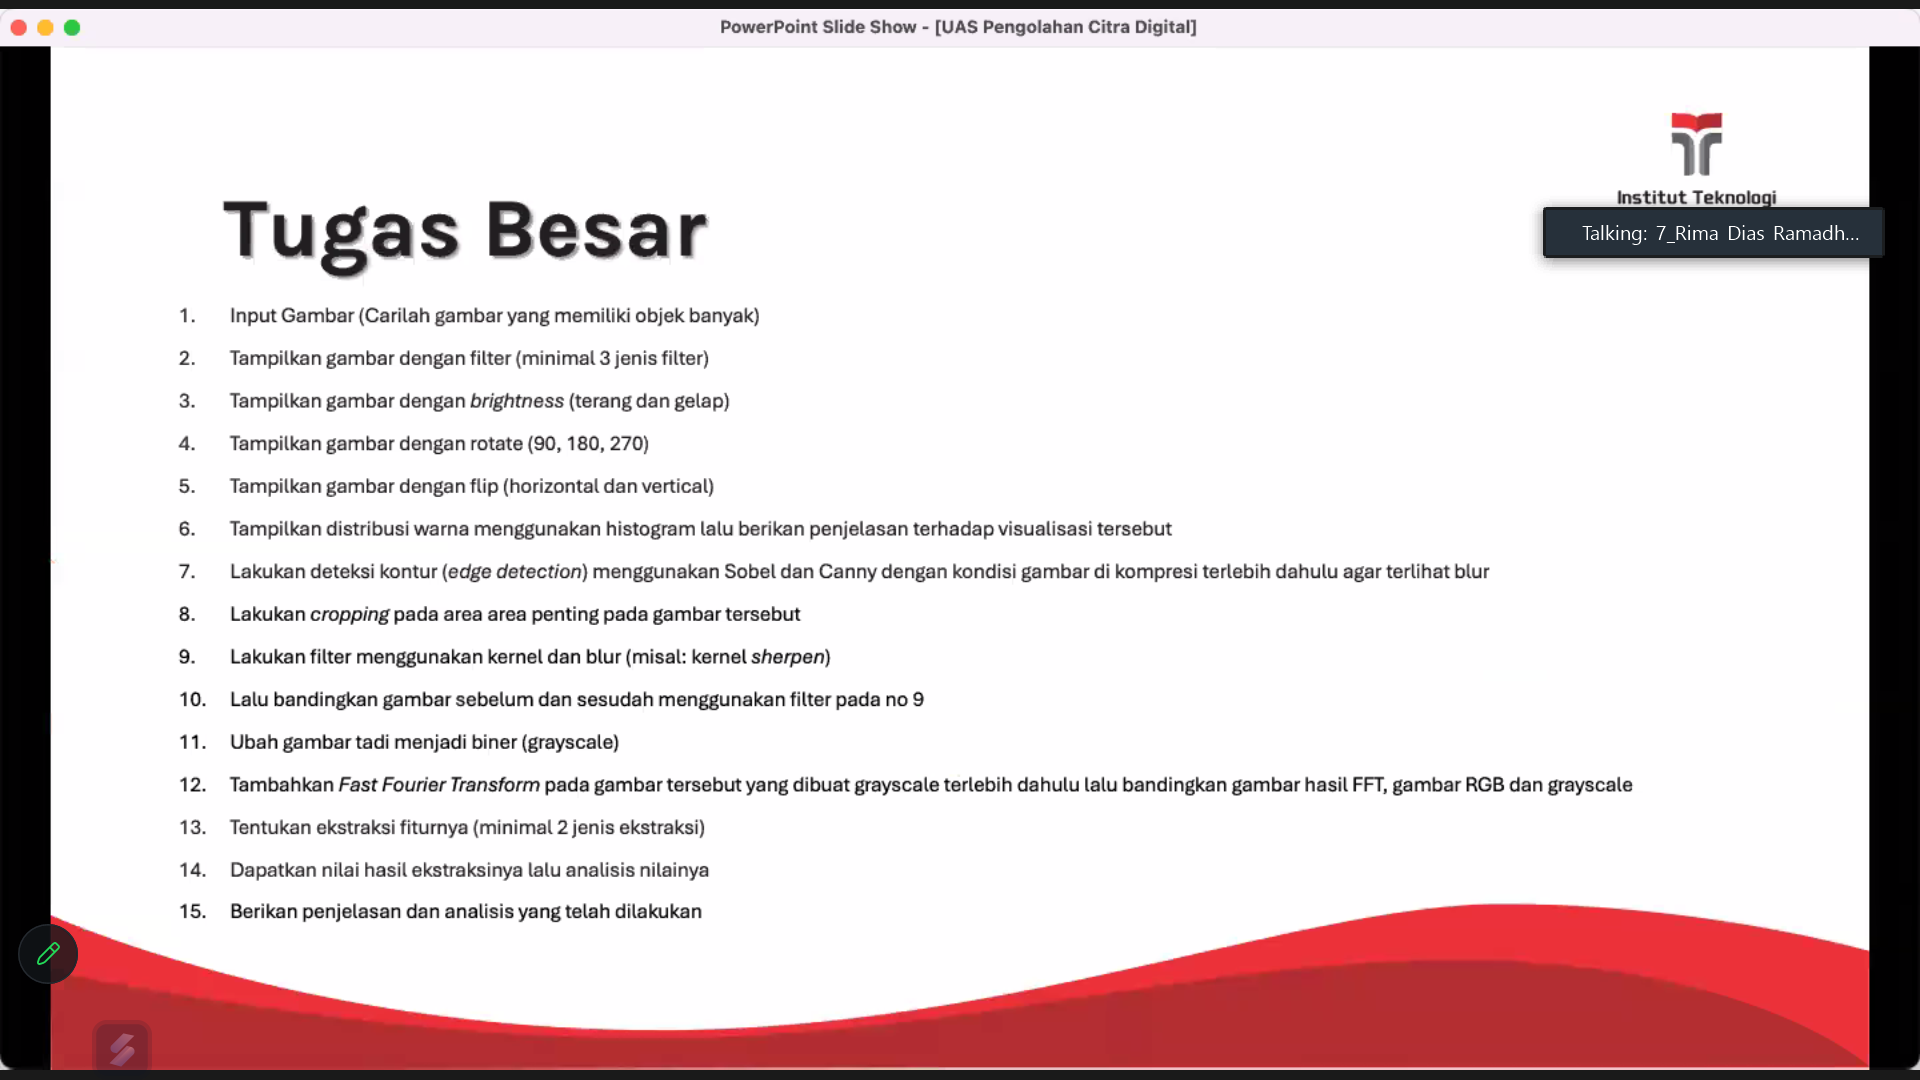 PowerPoint Slide Show - [UAS Pengolahan Citra Digital]
Institut Teknologi
Talking: 7_Rima Dias Ramadh...
Tugas Besar
1. Input Gambar (Carilah gambar yang memiliki objek banyak)
2. Tampilkan gambar dengan filter (minimal 3 jenis filter)
3. Tampilkan gambar dengan brightness (terang dan gelap)
4. Tampilkan gambar dengan rotate (90, 180, 270)
5. Tampilkan gambar dengan flip (horizontal dan vertical)
6. Tampilkan distribusi warna menggunakan histogram lalu berikan penjelasan terhadap visualisasi tersebut
7. Lakukan deteksi kontur (edge detection) menggunakan Sobel dan Canny dengan kondisi gambar di kompresi terlebih dahulu agar terlihat blur
8. Lakukan cropping pada area area penting pada gambar tersebut
9. Lakukan filter menggunakan kernel dan blur (misal: kernel sherpen)
10. Lalu bandingkan gambar sebelum dan sesudah menggunakan filter pada no 9
11. Ubah gambar tadi menjadi biner (grayscale)
12. Tambahkan Fast Fourier Transform pada gambar tersebut yang dibuat grayscale terlebih dahulu lalu bandingkan gambar hasil FFT, gambar RGB dan grayscale
13. Tentukan ekstraksi fiturnya (minimal 2 jenis ekstraksi)
14. Dapatkan nilai hasil ekstraksinya lalu analisis nilainya
15. Berikan penjelasan dan analisis yang telah dilakukan